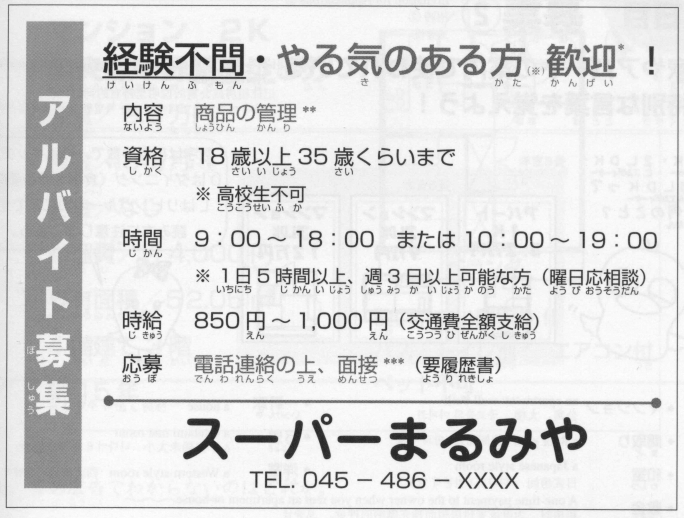 アルバイト募集
ぼしゅう
経験不問・やる気のある方(※)歓迎*！
けいけんふもん き かた かんげい
内容 商品の管理**
ないよう しょうひん かんり
資格 18歳以上35歳くらいまで
しかく さいいじょう さい
※高校生不可
こうこうせいふか
時間 9：00～18：00 または 10：00～19：00
じかん
※1日5時間以上、週3日以上可能な方（曜日応相談）
いちにち じかんいじょう しゅうみっかいじょうかのう かた ようびおうそうだん
時給 850円～1,000円（交通費全額支給）
じきゅう えん えん こうつうひぜんがくしきゅう
応募 電話連絡の上、面接***（要履歴書）
おうぼ でんわれんらく うえ めんせつ ようりれきしょ
スーパーまるみや
TEL. 045 － 486 － XXXX